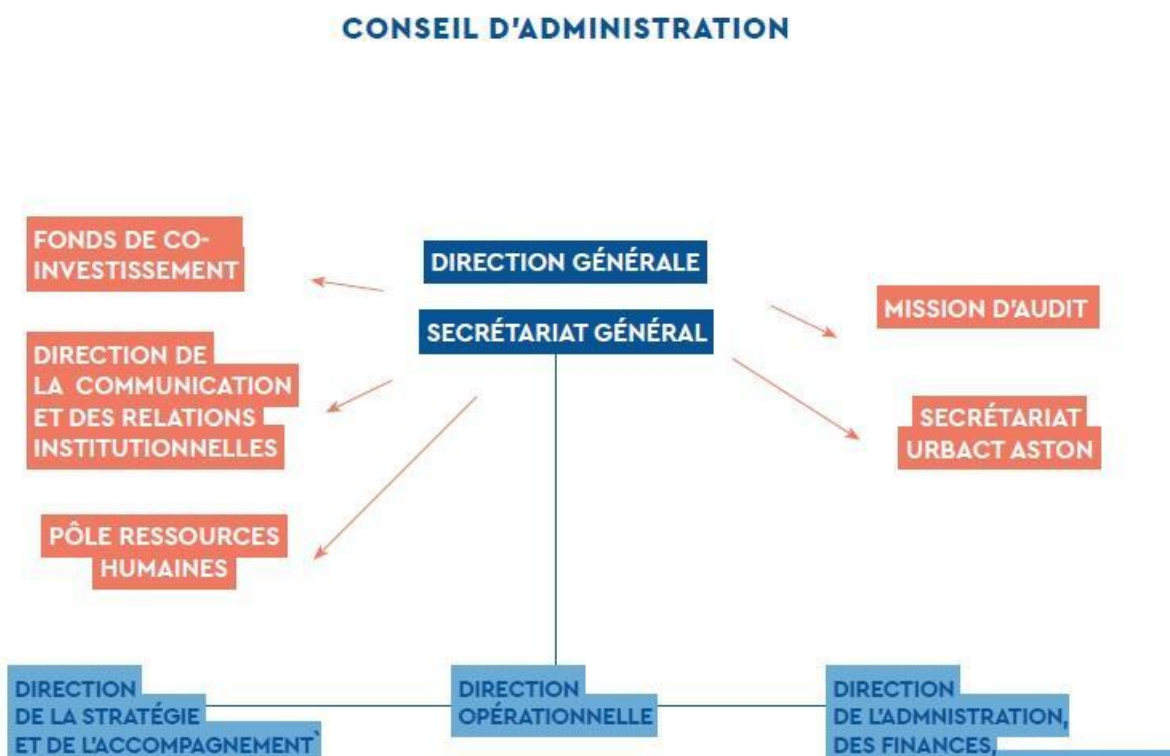 CONSEIL D'ADMINISTRATION
FONDS DE CO-
INVESTISSEMENT
DIRECTION GÉNÉRALE
SECRÉTARIAT GÉNÉRAL
MISSION D'AUDIT
DIRECTION DE
LA COMMUNICATION
ET DES RELATIONS
INSTITUTIONNELLES
SECRÉTARIAT
URBACT ASTON
PÔLE RESSOURCES
HUMAINES
DIRECTION
DE LA STRATÉGIE
ET DE L'ACCOMPAGNEMENT`
DIRECTION
OPÉRATIONNELLE
DIRECTION
DE L'ADMNISTRATION,
DES FINANCES,